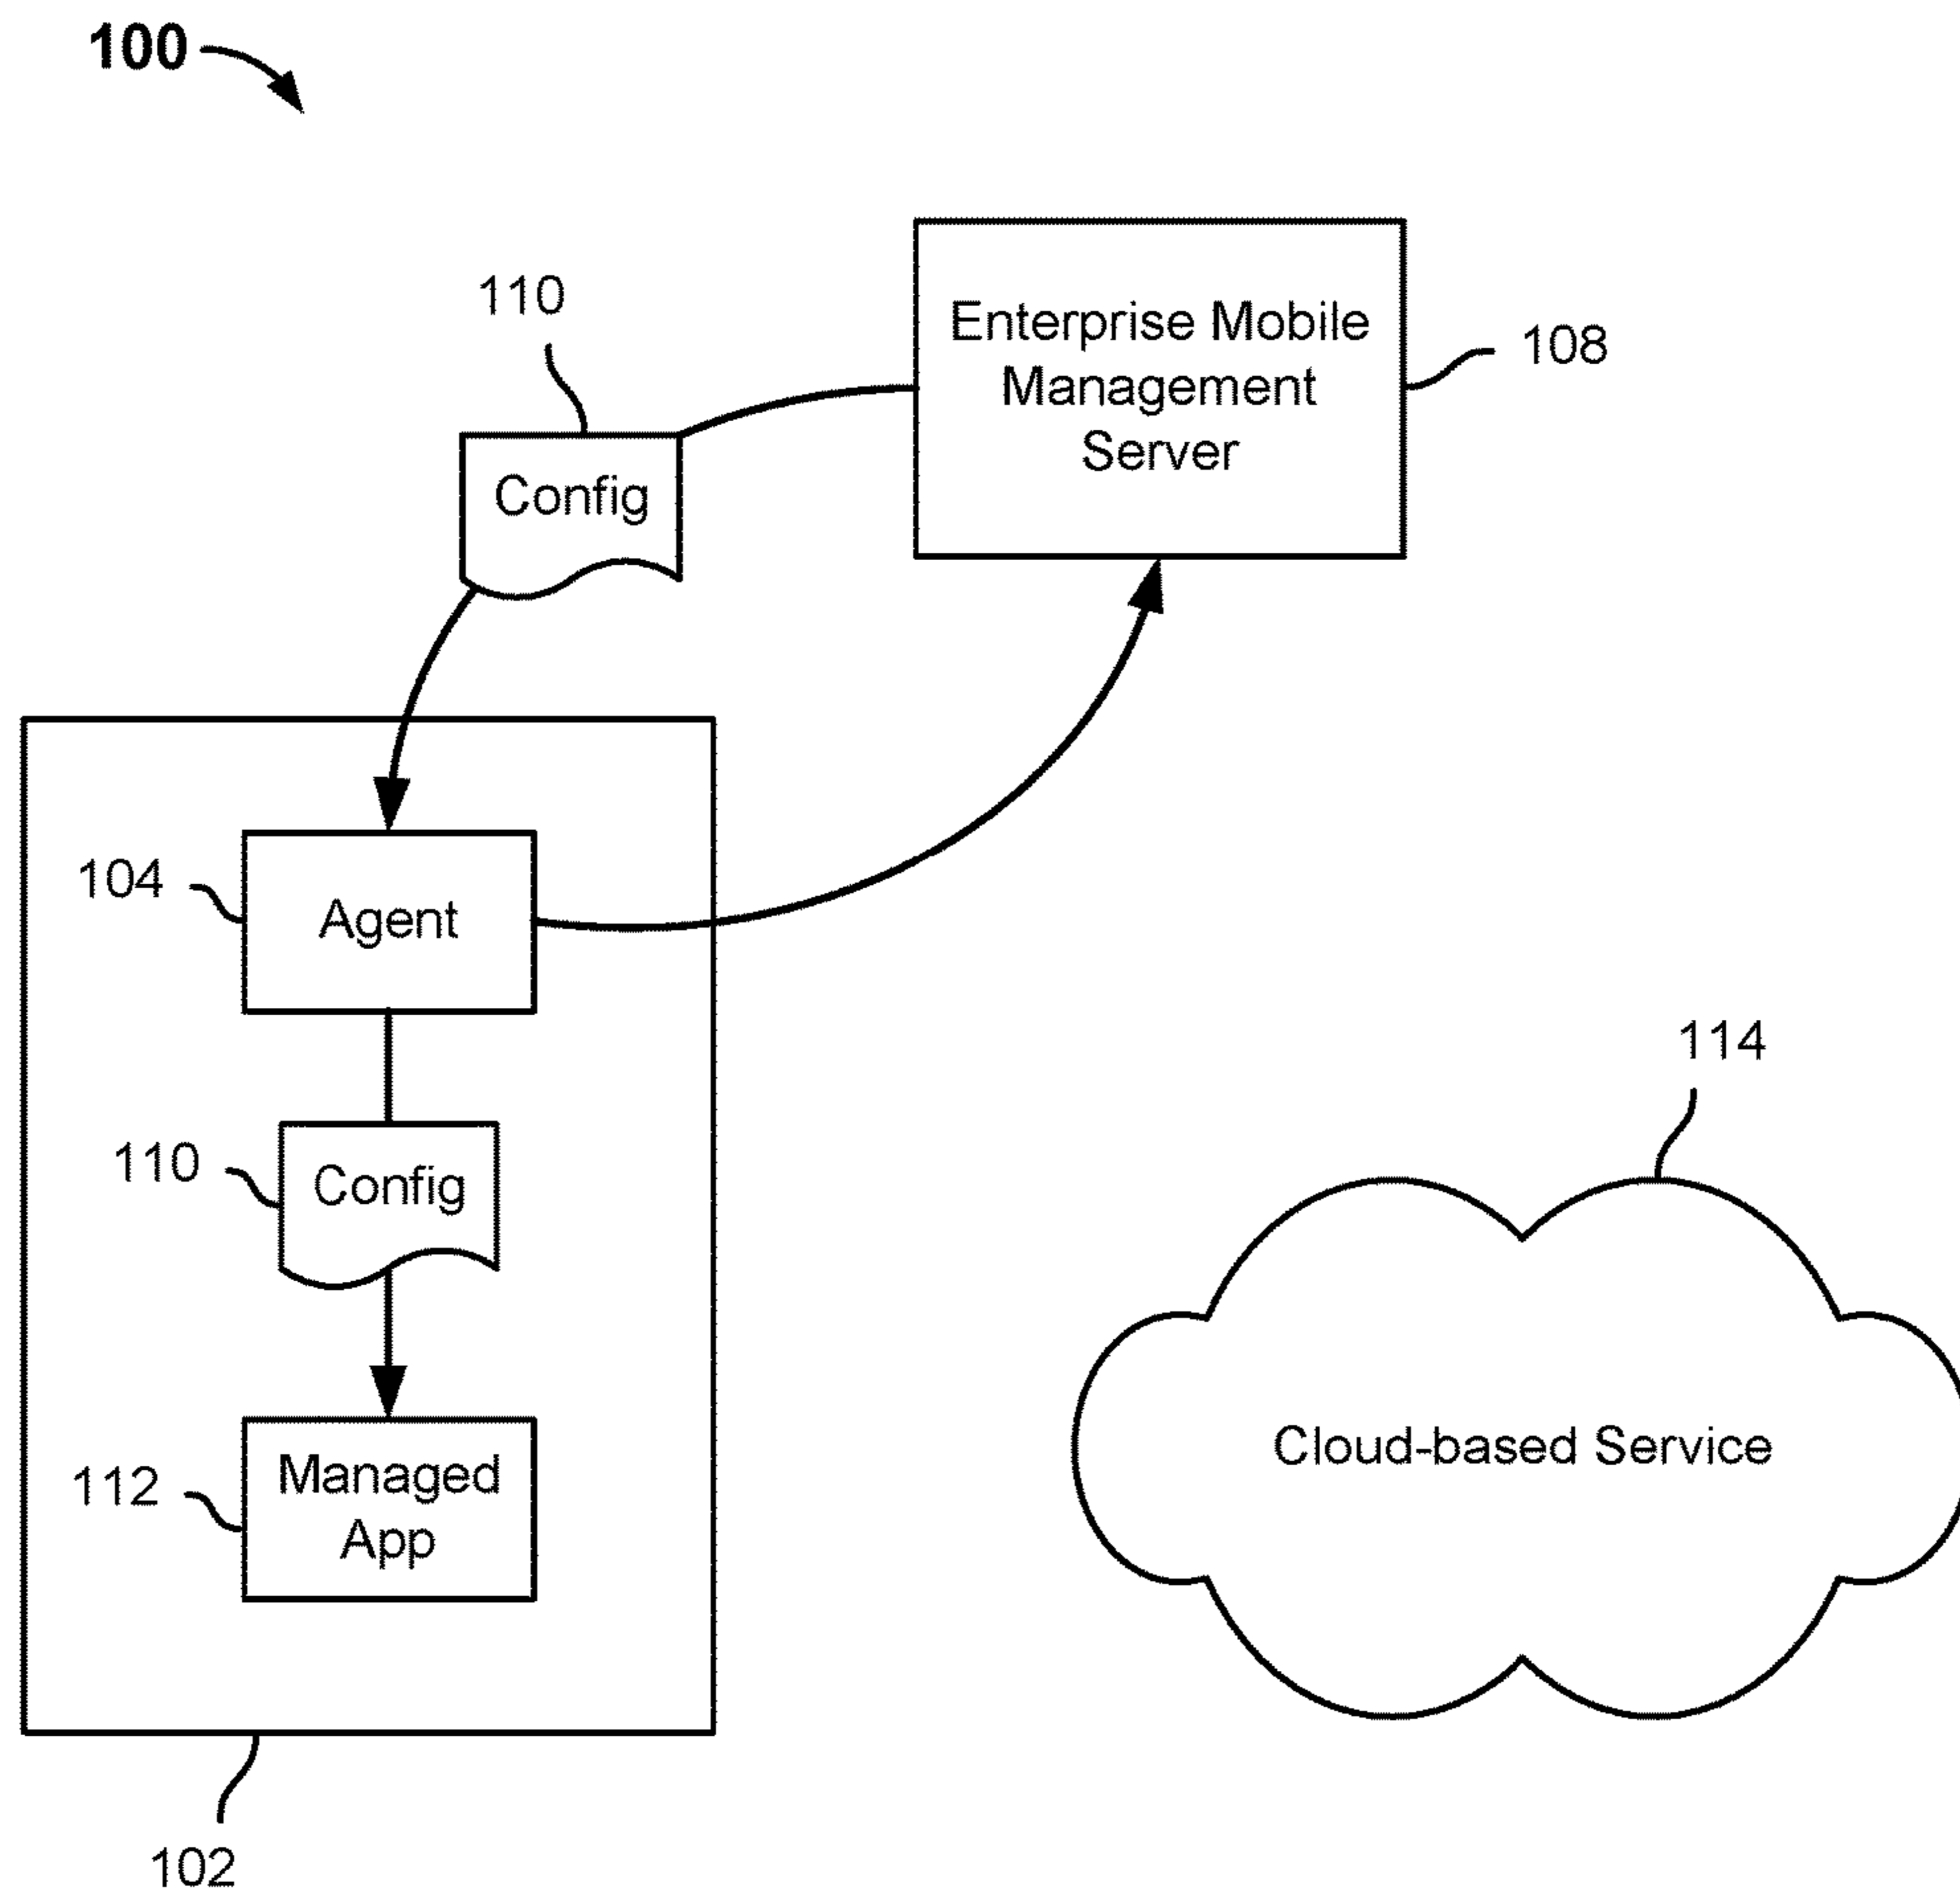 100
110
Enterprise Mobile
Management
Server
108
Config
104
Agent
114
110
Config
Cloud-based Service
112
Managed
App
102